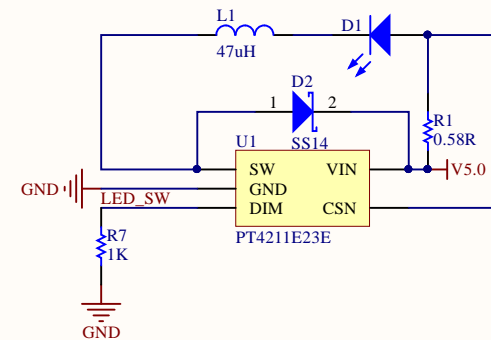 L1
47uH
D1
D2
1
2
SS14
R1
0.58R
U1
SW
VIN
V5.0
GND
GND
LED_SW
DIM
CSN
PT4211E23E
R7
1K
GND